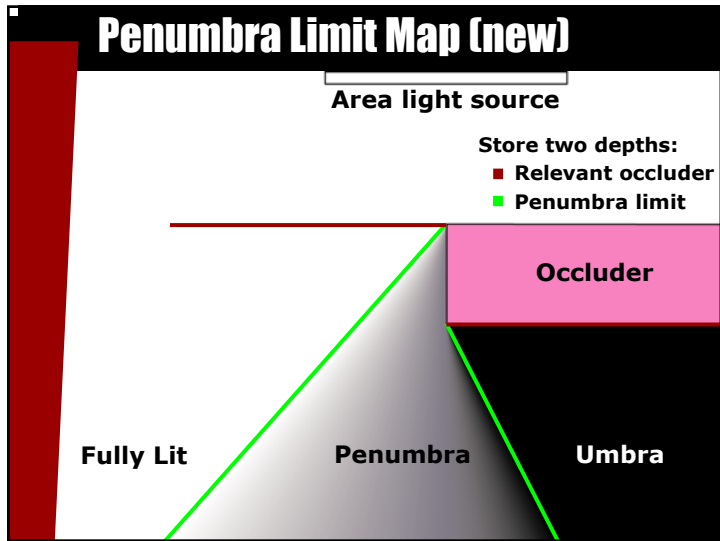 Penumbra Limit Map (new)
Area light source
Store two depths:
Relevant occluder
Penumbra limit
Occluder
Fully Lit
Penumbra
Umbra